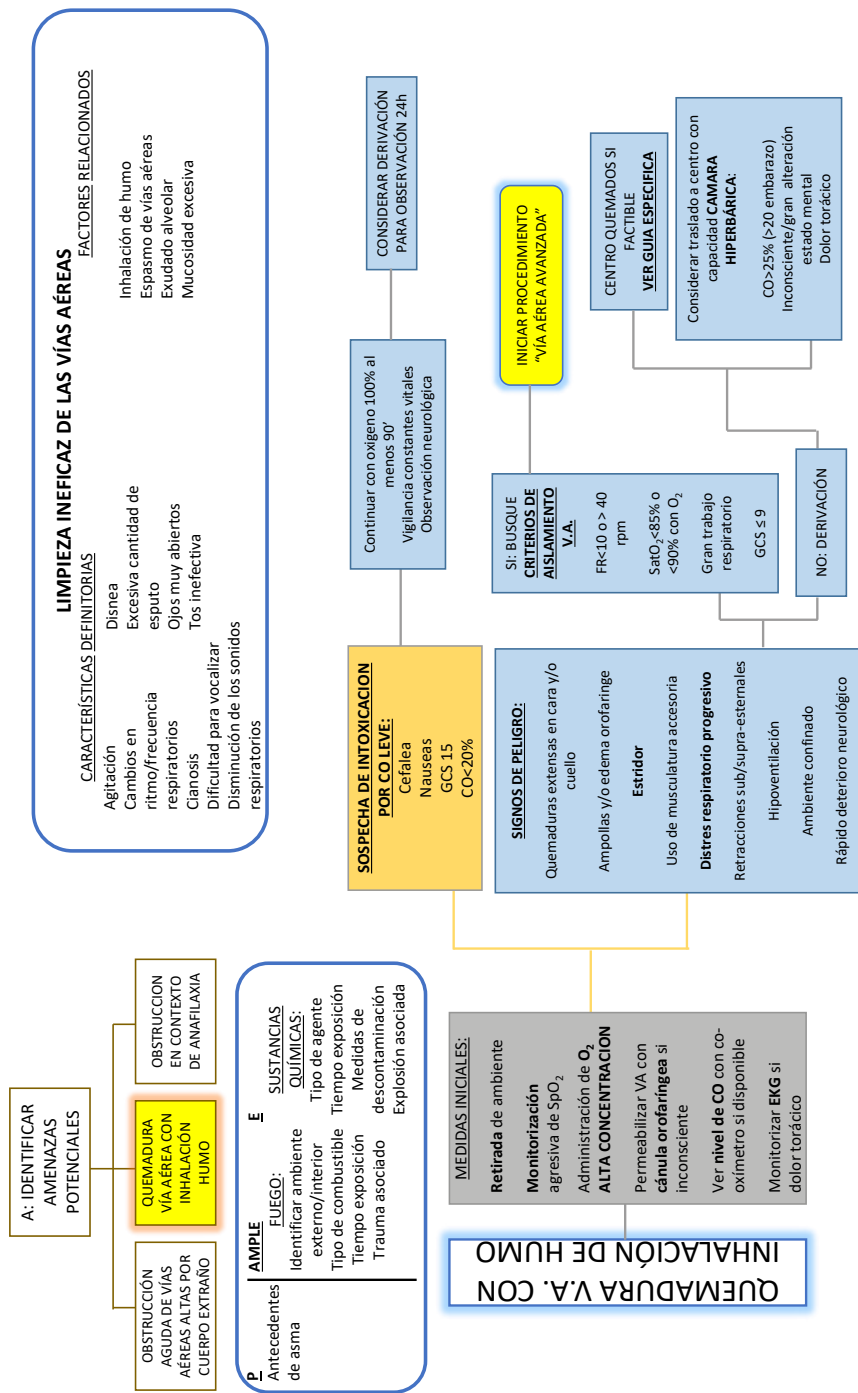 A: IDENTIFICAR
AMENAZAS
POTENCIALES
OBSTRUCCIÓN
AGUDA DE VÍAS
AÉREAS ALTAS POR
CUERPO EXTRAÑO
QUEMADURA
VÍA AÉREA CON
INHALACIÓN
HUMO
OBSTRUCCION
EN CONTEXTO
DE ANAFILAXIA
LIMPIEZA INEFICAZ DE LAS VÍAS AÉREAS
CARACTERÍSTICAS DEFINITORIAS
Agitación
Cambios en
ritmo/frecuencia
respiratorios
Cianosis
Dificultad para vocalizar
Disminución de los sonidos
respiratorios
Disnea
Excesiva cantidad de
esputo
Ojos muy abiertos
Tos inefectiva
FACTORES RELACIONADOS
Inhalación de humo
Espasmo de vías aéreas
Exudado alveolar
Mucosidad excesiva
P
Antecedentes
de asma
AMPLE
FUEGO:
Identificar ambiente
externo/interior
Tipo de combustible
Tiempo exposición
Trauma asociado
E
SUSTANCIAS
QUÍMICAS:
Tipo de agente
Tiempo exposición
Medidas de
descontaminación
Explosión asociada
QUEMADURA V.A. CON
INHALACIÓN DE HUMO
MEDIDAS INICIALES:
Retirada de ambiente
Monitorización
agresiva de SpO₂
Administración de O₂
ALTA CONCENTRACION
Permeabilizar VA con
cánula orofaríngea si
inconsciente
Ver nivel de CO con co-
oxímetro si disponible
Monitorizar EKG si
dolor torácico
SOSPECHA DE INTOXICACION
POR CO LEVE:
Cefalea
Nauseas
GCS 15
CO<20%
Continuar con oxigeno 100% al
menos 90’
Vigilancia constantes vitales
Observación neurológica
CONSIDERAR DERIVACIÓN
PARA OBSERVACIÓN 24h
SIGNOS DE PELIGRO:
Quemaduras extensas en cara y/o
cuello
Ampollas y/o edema orofaringe
Estridor
Uso de musculatura accesoria
Distres respiratorio progresivo
Retracciones sub/supra-esternales
Hipoventilación
Ambiente confinado
Rápido deterioro neurológico
SI: BUSQUE
CRITERIOS DE
AISLAMIENTO
V.A.
FR<10 o > 40
rpm
SatO₂<85% o
<90% con O₂
Gran trabajo
respiratorio
GCS ≤ 9
INICIAR PROCEDIMIENTO
“VÍA AÉREA AVANZADA”
NO: DERIVACIÓN
CENTRO QUEMADOS SI
FACTIBLE
VER GUIA ESPECIFICA
Considerar traslado a centro con
capacidad CAMARA
HIPERBÁRICA:
CO>25% (>20 embarazo)
Inconsciente/gran alteración
estado mental
Dolor torácico